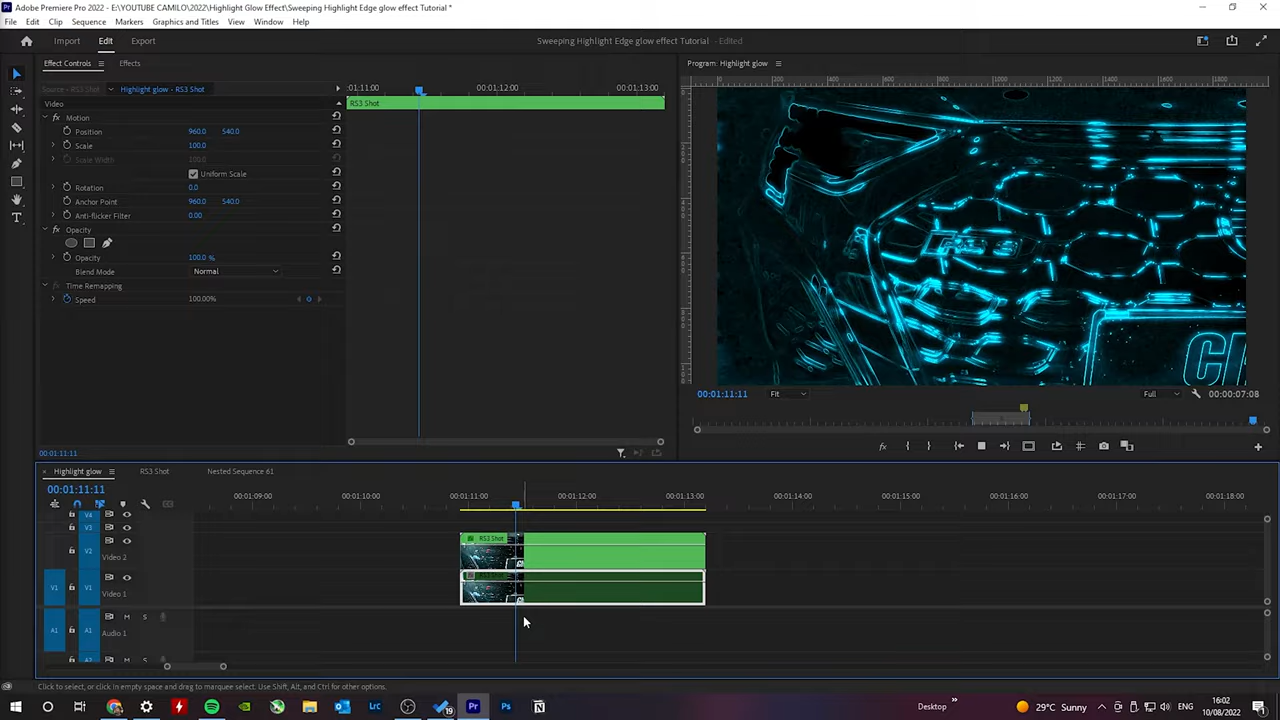 Adobe Premiere Pro 2022 - E:\YOUTUBE CAMILO\2022\Highlight Glow Effect\Sweeping Highlight Edge glow effect Tutorial *
File Edit Clip Sequence Markers Graphics and Titles View Window Help
Import Edit Export
Sweeping Highlight Edge glow effect Tutorial - Edited
Effect Controls Effects
Program: Highlight glow
Source - RS3 Shot Highlight glow - RS3 Shot
:01:11:00 00:01:12:00 00:01:13:00
Video
RS3 Shot
Motion
Position 960.0 540.0
Scale 100.0
Scale Width 100.0
Uniform Scale
Rotation 0.0
Anchor Point 960.0 540.0
Anti-flicker Filter 0.00
Opacity
Opacity 100.0 %
Blend Mode Normal
Time Remapping
Speed 100.00%
00:01:11:11 Fit Full 00:00:07:08
00:01:11:11
Highlight glow RS3 Shot Nested Sequence 61
00:01:11:11
00:01:09:00 00:01:10:00 00:01:11:00 00:01:12:00 00:01:13:00 00:01:14:00 00:01:15:00 00:01:16:00 00:01:17:00 00:01:18:00
V4
V3
V2 Video 2
RS3 Shot
V1 V1 Video 1
RS3 Shot
A1 A1 M S Audio 1
A2 M S
Click to select, or click in empty space and drag to marquee select. Use Shift, Alt, and Ctrl for other options.
Lrc 19 Pr Ps Desktop 29°C Sunny 16:02
10/08/2022